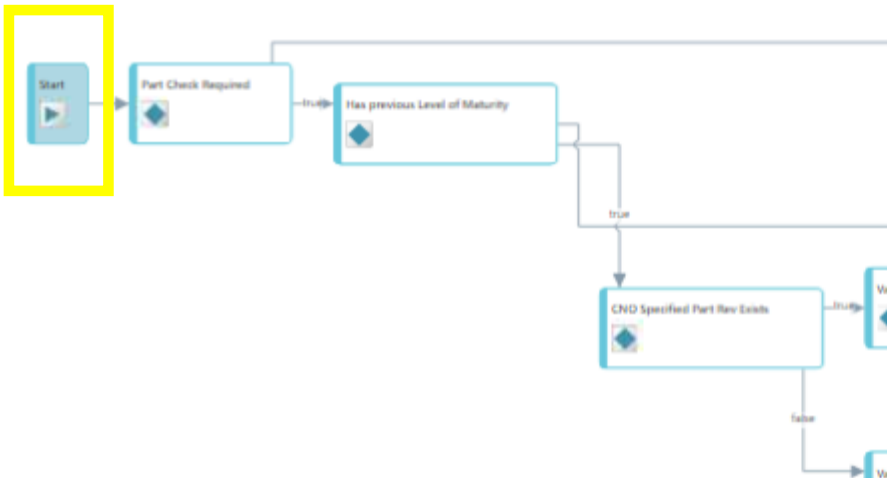 Start
Part Check Required
true
Has previous Level of Maturity
true
CNO Specified Part Rev Exists
true
false